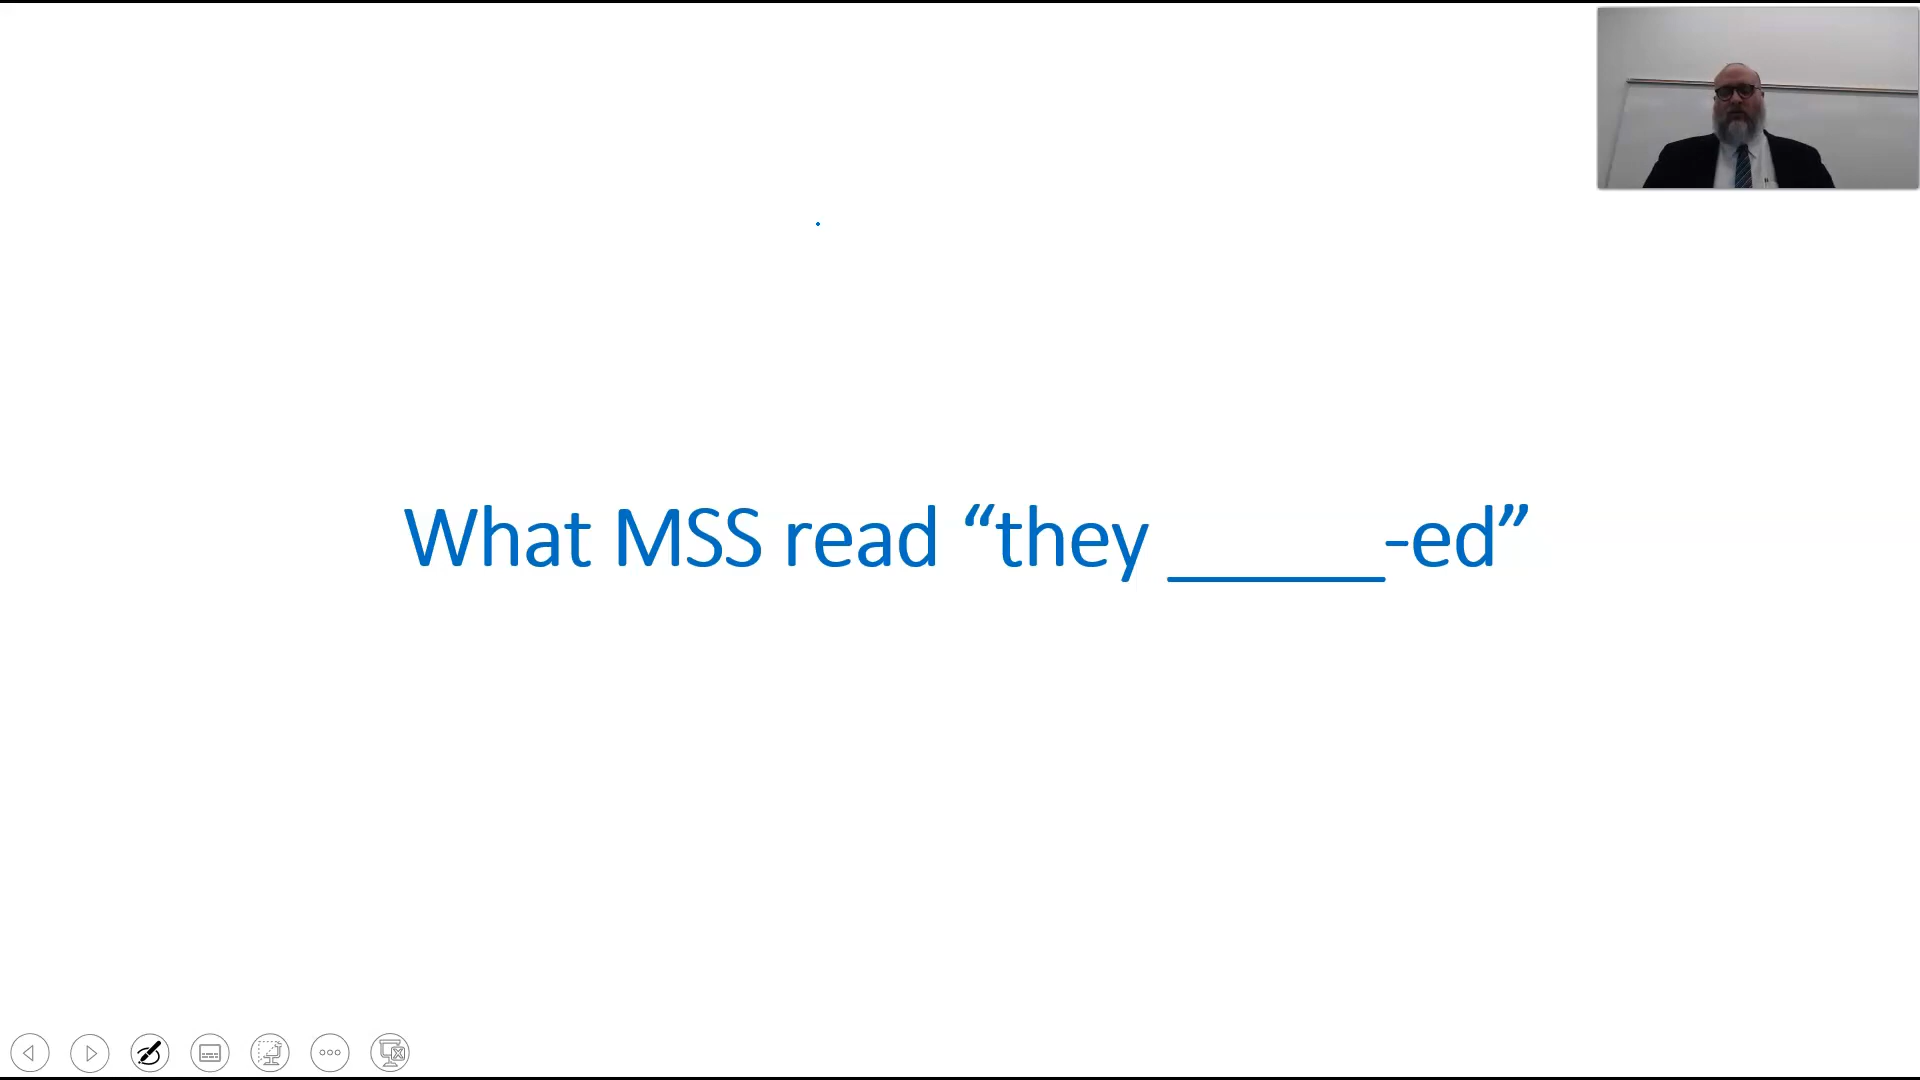 What MSS read “they ______-ed”